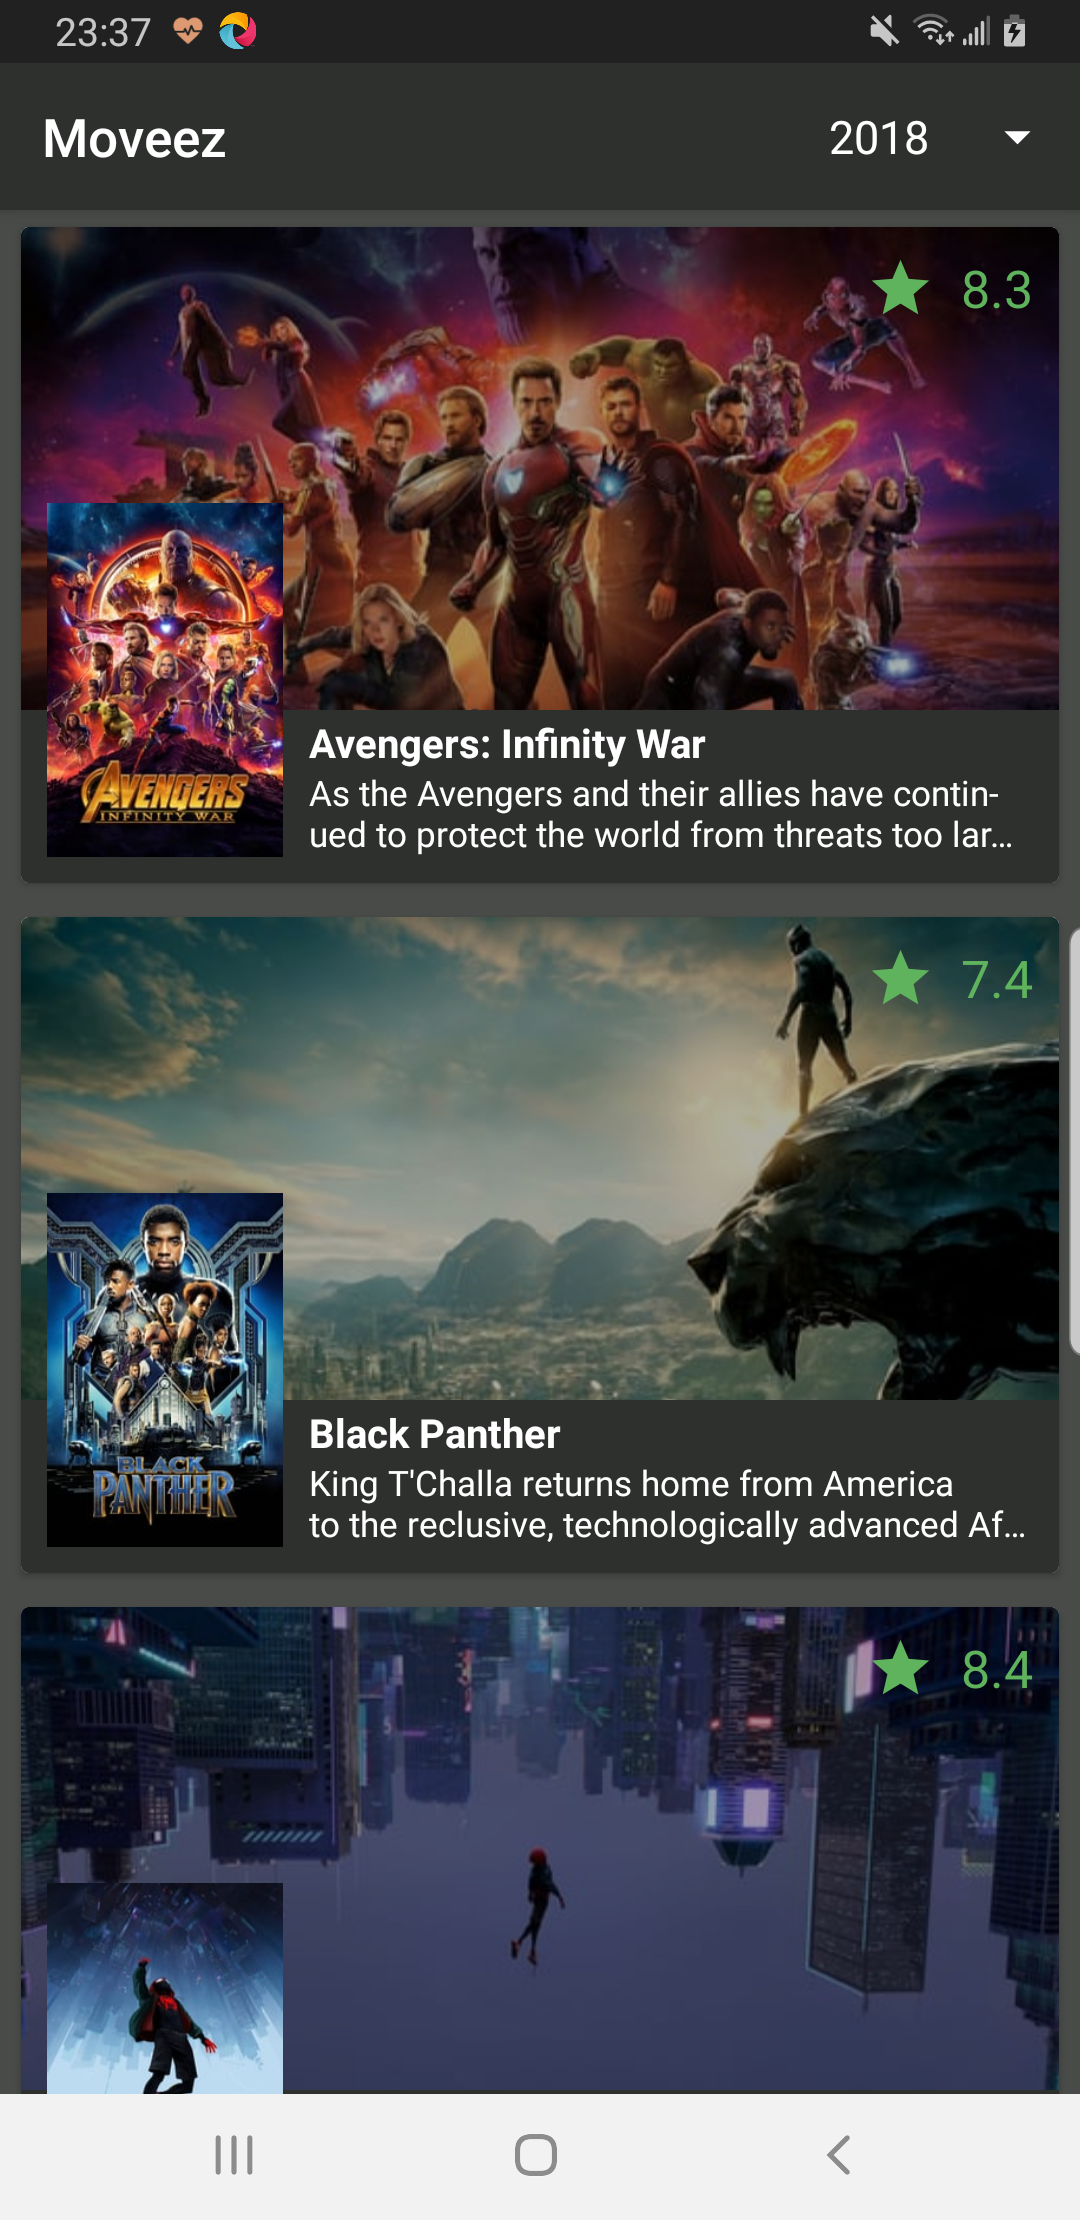 23:37
Moveez
2018
8.3
AVENGERS
INFINITY WAR
Avengers: Infinity War
As the Avengers and their allies have contin-
ued to protect the world from threats too lar...
7.4
BLACK
PANTHER
Black Panther
King T'Challa returns home from America
to the reclusive, technologically advanced Af...
8.4